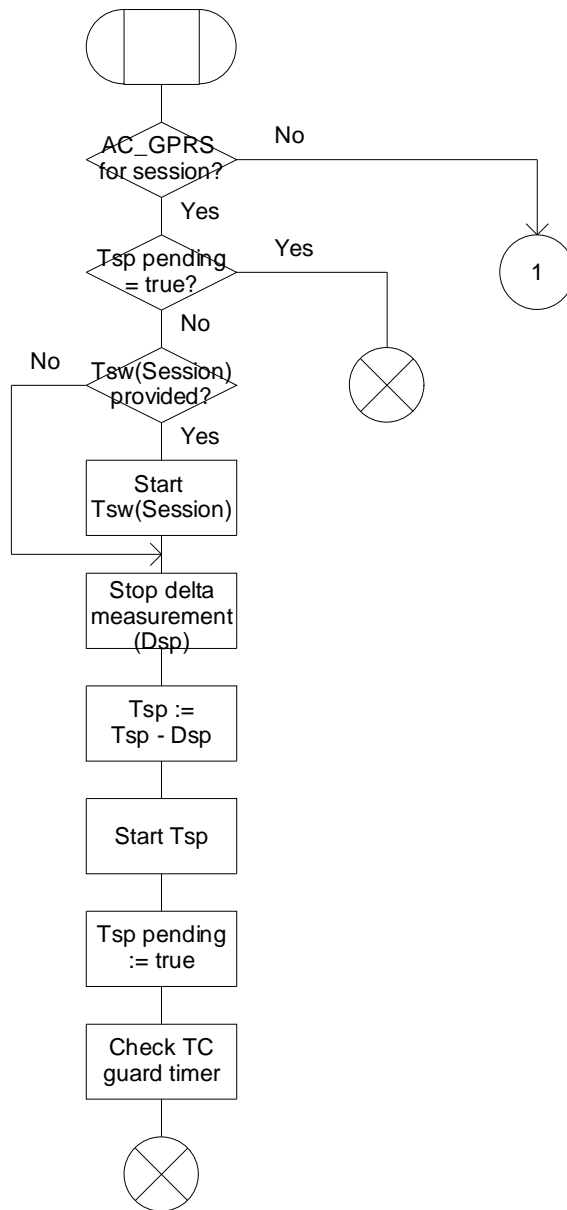 AC_GPRS
for session?
No
Yes
1
Tsp pending
= true?
Yes
No
No
Tsw(Session)
provided?
Yes
Start
Tsw(Session)
Stop delta
measurement
(Dsp)
Tsp :=
Tsp - Dsp
Start Tsp
Tsp pending
:= true
Check TC
guard timer